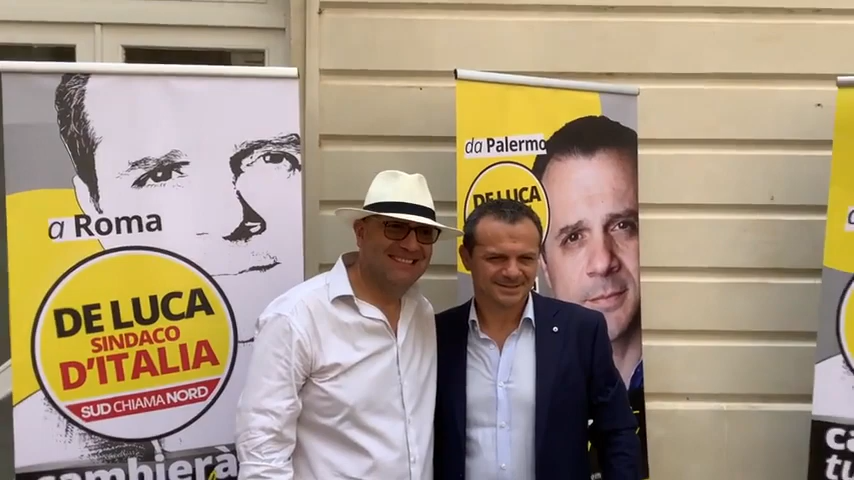 a Roma
DE LUCA
SINDACO
D'ITALIA
SUD CHIAMA NORD
cambierà
da Palermo
DE LUCA